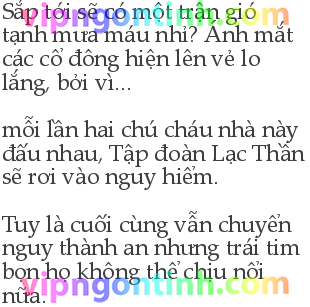 Sắp tới sẽ có một trận gió
tanh mưa máu nhỉ? Ánh mắt
các cổ đông hiện lên vẻ lo
lắng, bởi vì...
mỗi lần hai chú cháu nhà này
đấu nhau, Tập đoàn Lạc Thần
sẽ roi vào nguy hiểm.
Tuy là cuối cùng vẫn chuyển
nguy thành an nhưng trái tim
bọn họ không thể chịu nổi
nữa.
vipngontinh.com
vipngontinh.com